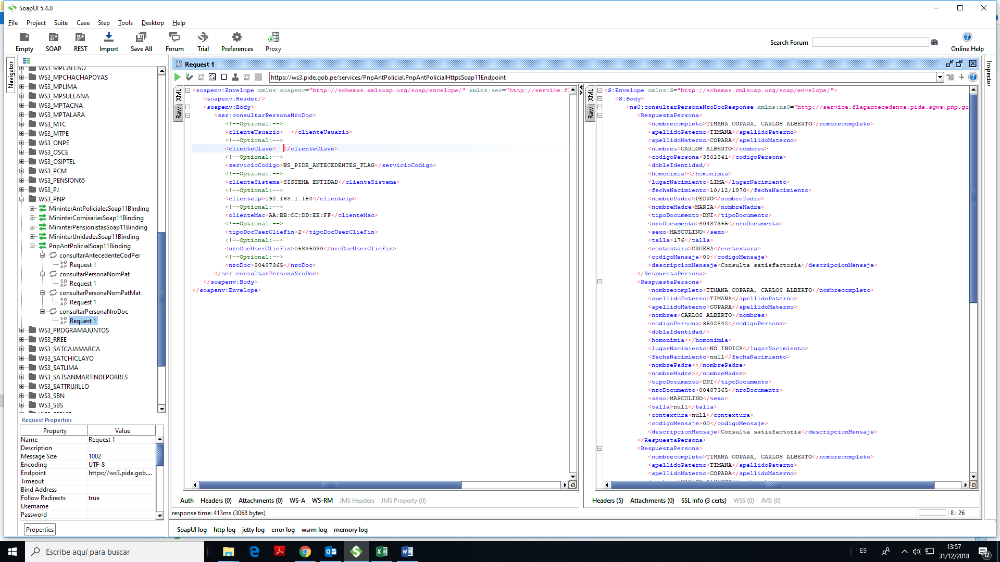 SoapUI 5.4.0
File Project Suite Case Step Tools Desktop Help
Empty SOAP REST Import Save All Forum Trial Preferences Proxy
Search Forum
Online Help
Navigator
WS3_MPCALLAO
WS3_MPCHACHAPOYAS
WS3_MPLIMA
WS3_MPSULLANA
WS3_MPTACNA
WS3_MPTALARA
WS3_MTC
WS3_MTPE
WS3_ONPE
WS3_OSCE
WS3_OSIPTEL
WS3_PCM
WS3_PENSION65
WS3_PJ
WS3_PNP
MininterAntPolicialesSoap11Binding
MininterComisariasSoap11Binding
MininterPensionistasSoap11Binding
MininterUnidadesSoap11Binding
PnpAntPolicialSoap11Binding
consultarAntecedenteCodPer
Request 1
consultarPersonaNomPat
Request 1
consultarPersonaNomPatMat
Request 1
consultarPersonaNroDoc
Request 1
WS3_PROGRAMAJUNTOS
WS3_RREE
WS3_SATCAJAMARCA
WS3_SATCHICLAYO
WS3_SATLIMA
WS3_SATSANMARTINDEPORRES
WS3_SATTRUJILLO
WS3_SBN
WS3_SBS
Request Properties
Property Value
Name Request 1
Description
Message Size 1002
Encoding UTF-8
Endpoint https://ws3.pide.gob....
Timeout
Bind Address
Follow Redirects true
Username
Password
Properties
Request 1
https://ws3.pide.gob.pe/services/PnpAntPolicial.PnpAntPolicialHttpsSoap11Endpoint
XML
Raw
<soapenv:Envelope xmlns:soapenv="http://schemas.xmlsoap.org/soap/envelope/" xmlns:ser="http://service.f
<soapenv:Header/>
<soapenv:Body>
<ser:consultarPersonaNroDoc>
<!--Optional:-->
<clienteUsuario>  </clienteUsuario>
<!--Optional:-->
<clienteClave>  </clienteClave>
<!--Optional:-->
<servicioCodigo>WS_PIDE_ANTECEDENTES_FLAG</servicioCodigo>
<!--Optional:-->
<clienteSistema>SISTEMA ENTIDAD</clienteSistema>
<!--Optional:-->
<clienteIp>192.168.1.154</clienteIp>
<!--Optional:-->
<clienteMac>AA:BB:CC:DD:EE:FF</clienteMac>
<!--Optional:-->
<tipoDocUserClieFin>2</tipoDocUserClieFin>
<!--Optional:-->
<nroDocUserClieFin>06836030</nroDocUserClieFin>
<!--Optional:-->
<nroDoc>80487365</nroDoc>
</ser:consultarPersonaNroDoc>
</soapenv:Body>
</soapenv:Envelope>
Auth Headers (0) Attachments (0) WS-A WS-RM JMS Headers JMS Property (0)
response time: 413ms (3068 bytes)
XML
Raw
<S:Envelope xmlns:S="http://schemas.xmlsoap.org/soap/envelope/">
<S:Body>
<ns0:consultarPersonaNroDocResponse xmlns:ns0="http://service.flagantecedente.pide.sgws.pnp.go
<RespuestaPersona>
<nombrecompleto>TIMANA COPARA, CARLOS ALBERTO</nombrecompleto>
<apellidoPaterno>TIMANA</apellidoPaterno>
<apellidoMaterno>COPARA</apellidoMaterno>
<nombres>CARLOS ALBERTO</nombres>
<codigoPersona>3502841</codigoPersona>
<dobleIdentidad/>
<homonimia></homonimia>
<lugarNacimiento>LIMA</lugarNacimiento>
<fechaNacimiento>10/12/1970</fechaNacimiento>
<nombrePadre>PEDRO</nombrePadre>
<nombreMadre>MARIA</nombreMadre>
<tipoDocumento>DNI</tipoDocumento>
<nroDocumento>80487365</nroDocumento>
<sexo>MASCULINO</sexo>
<talla>176</talla>
<contextura>GRUESA</contextura>
<codigoMensaje>00</codigoMensaje>
<descripcionMensaje>Consulta satisfactoria</descripcionMensaje>
</RespuestaPersona>
<RespuestaPersona>
<nombrecompleto>TIMANA COPARA, CARLOS ALBERTO</nombrecompleto>
<apellidoPaterno>TIMANA</apellidoPaterno>
<apellidoMaterno>COPARA</apellidoMaterno>
<nombres>CARLOS ALBERTO</nombres>
<codigoPersona>3502842</codigoPersona>
<dobleIdentidad/>
<homonimia></homonimia>
<lugarNacimiento>NO INDICA</lugarNacimiento>
<fechaNacimiento>null</fechaNacimiento>
<nombrePadre></nombrePadre>
<nombreMadre></nombreMadre>
<tipoDocumento>DNI</tipoDocumento>
<nroDocumento>80487365</nroDocumento>
<sexo>MASCULINO</sexo>
<talla>null</talla>
<contextura>null</contextura>
<codigoMensaje>00</codigoMensaje>
<descripcionMensaje>Consulta satisfactoria</descripcionMensaje>
</RespuestaPersona>
<RespuestaPersona>
<nombrecompleto>TIMANA COPARA, CARLOS ALBERTO</nombrecompleto>
<apellidoPaterno>TIMANA</apellidoPaterno>
<apellidoMaterno>COPARA</apellidoMaterno>
Headers (5) Attachments (0) SSL Info (3 certs) WSS (0) JMS (0)
8 : 26
Inspector
SoapUI log http log jetty log error log wsrm log memory log
Escribe aquí para buscar
ES
13:57
31/12/2018
12